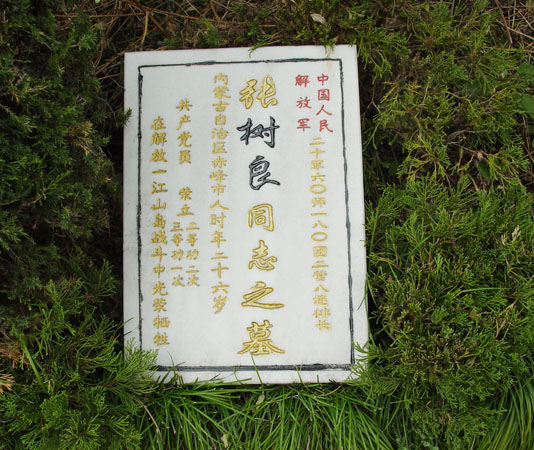 中国人民
解放军
二十军六〇师一八〇团二营八连排长
张树良同志之墓
内蒙古自治区赤峰市人时年二十六岁
共产党员 荣立二等功二次
三等功一次
在解放一江山岛战斗中光荣牺牲